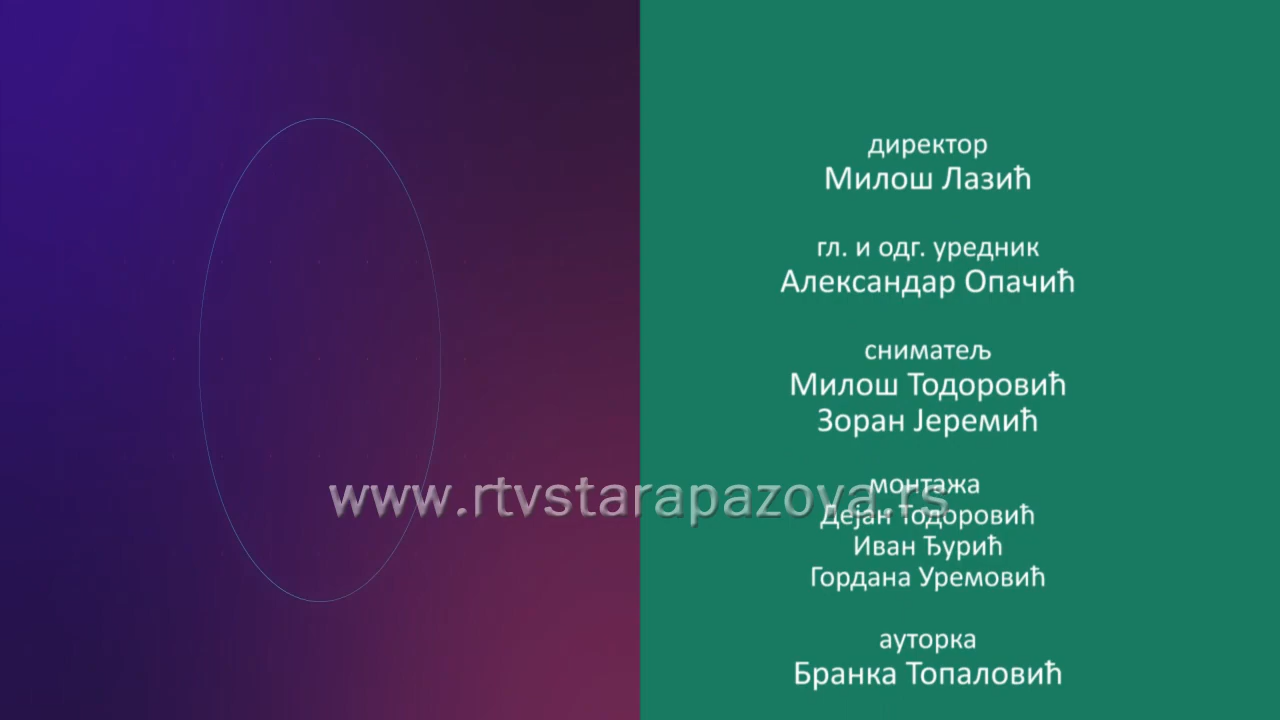 директор
Милош Лазић
гл. и одг. уредник
Александар Опачић
сниматељ
Милош Тодоровић
Зоран Јеремић
монтажа
www.rtvstarapazova.rs
Дејан Тодоровић
Иван Ђурић
Гордана Уремовић
ауторка
Бранка Топаловић